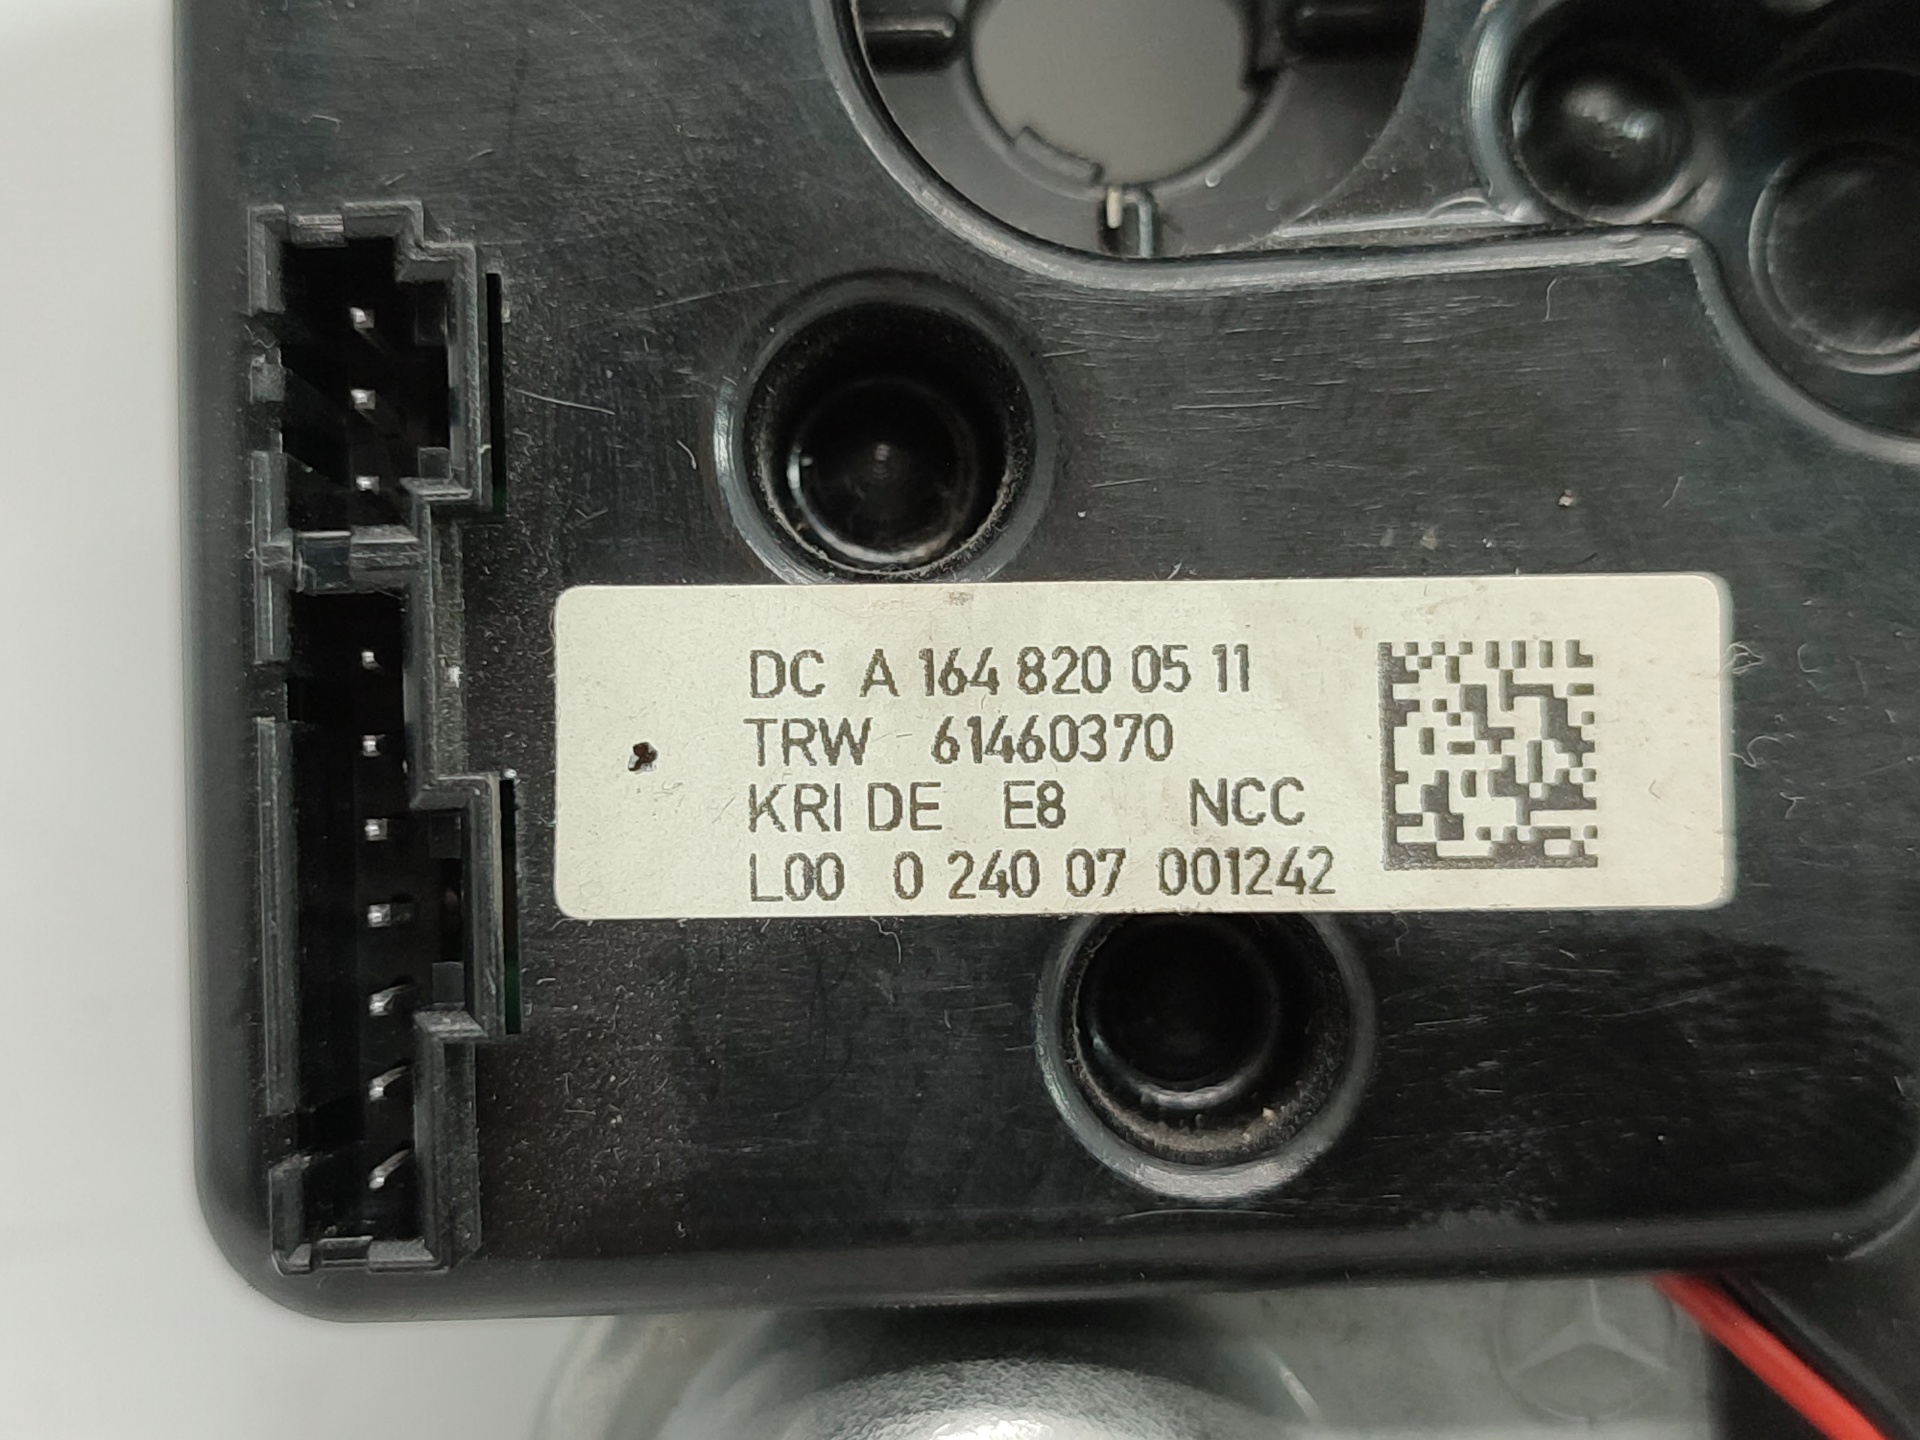 DC A 164 820 05 11
TRW 61460370
KRI DE E8 NCC
L00 0 240 07 001242